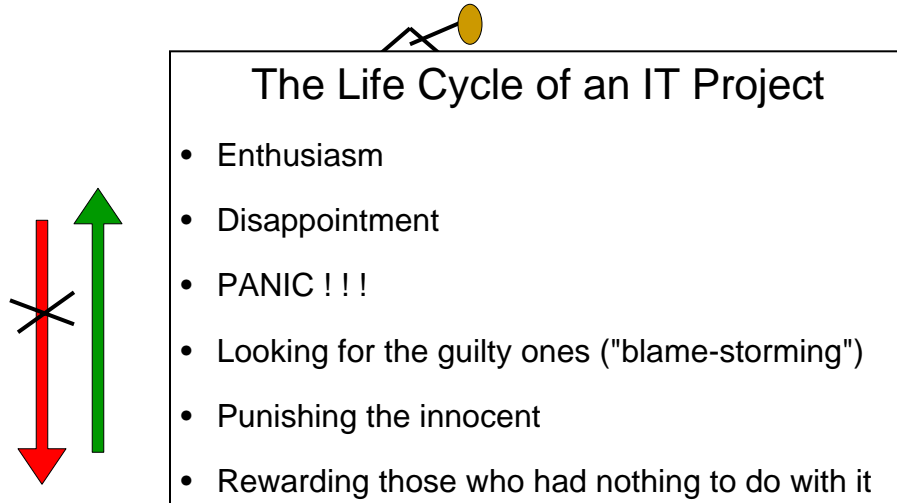 The Life Cycle of an IT Project
• Enthusiasm
• Disappointment
• PANIC ! ! !
• Looking for the guilty ones ("blame-storming")
• Punishing the innocent
• Rewarding those who had nothing to do with it